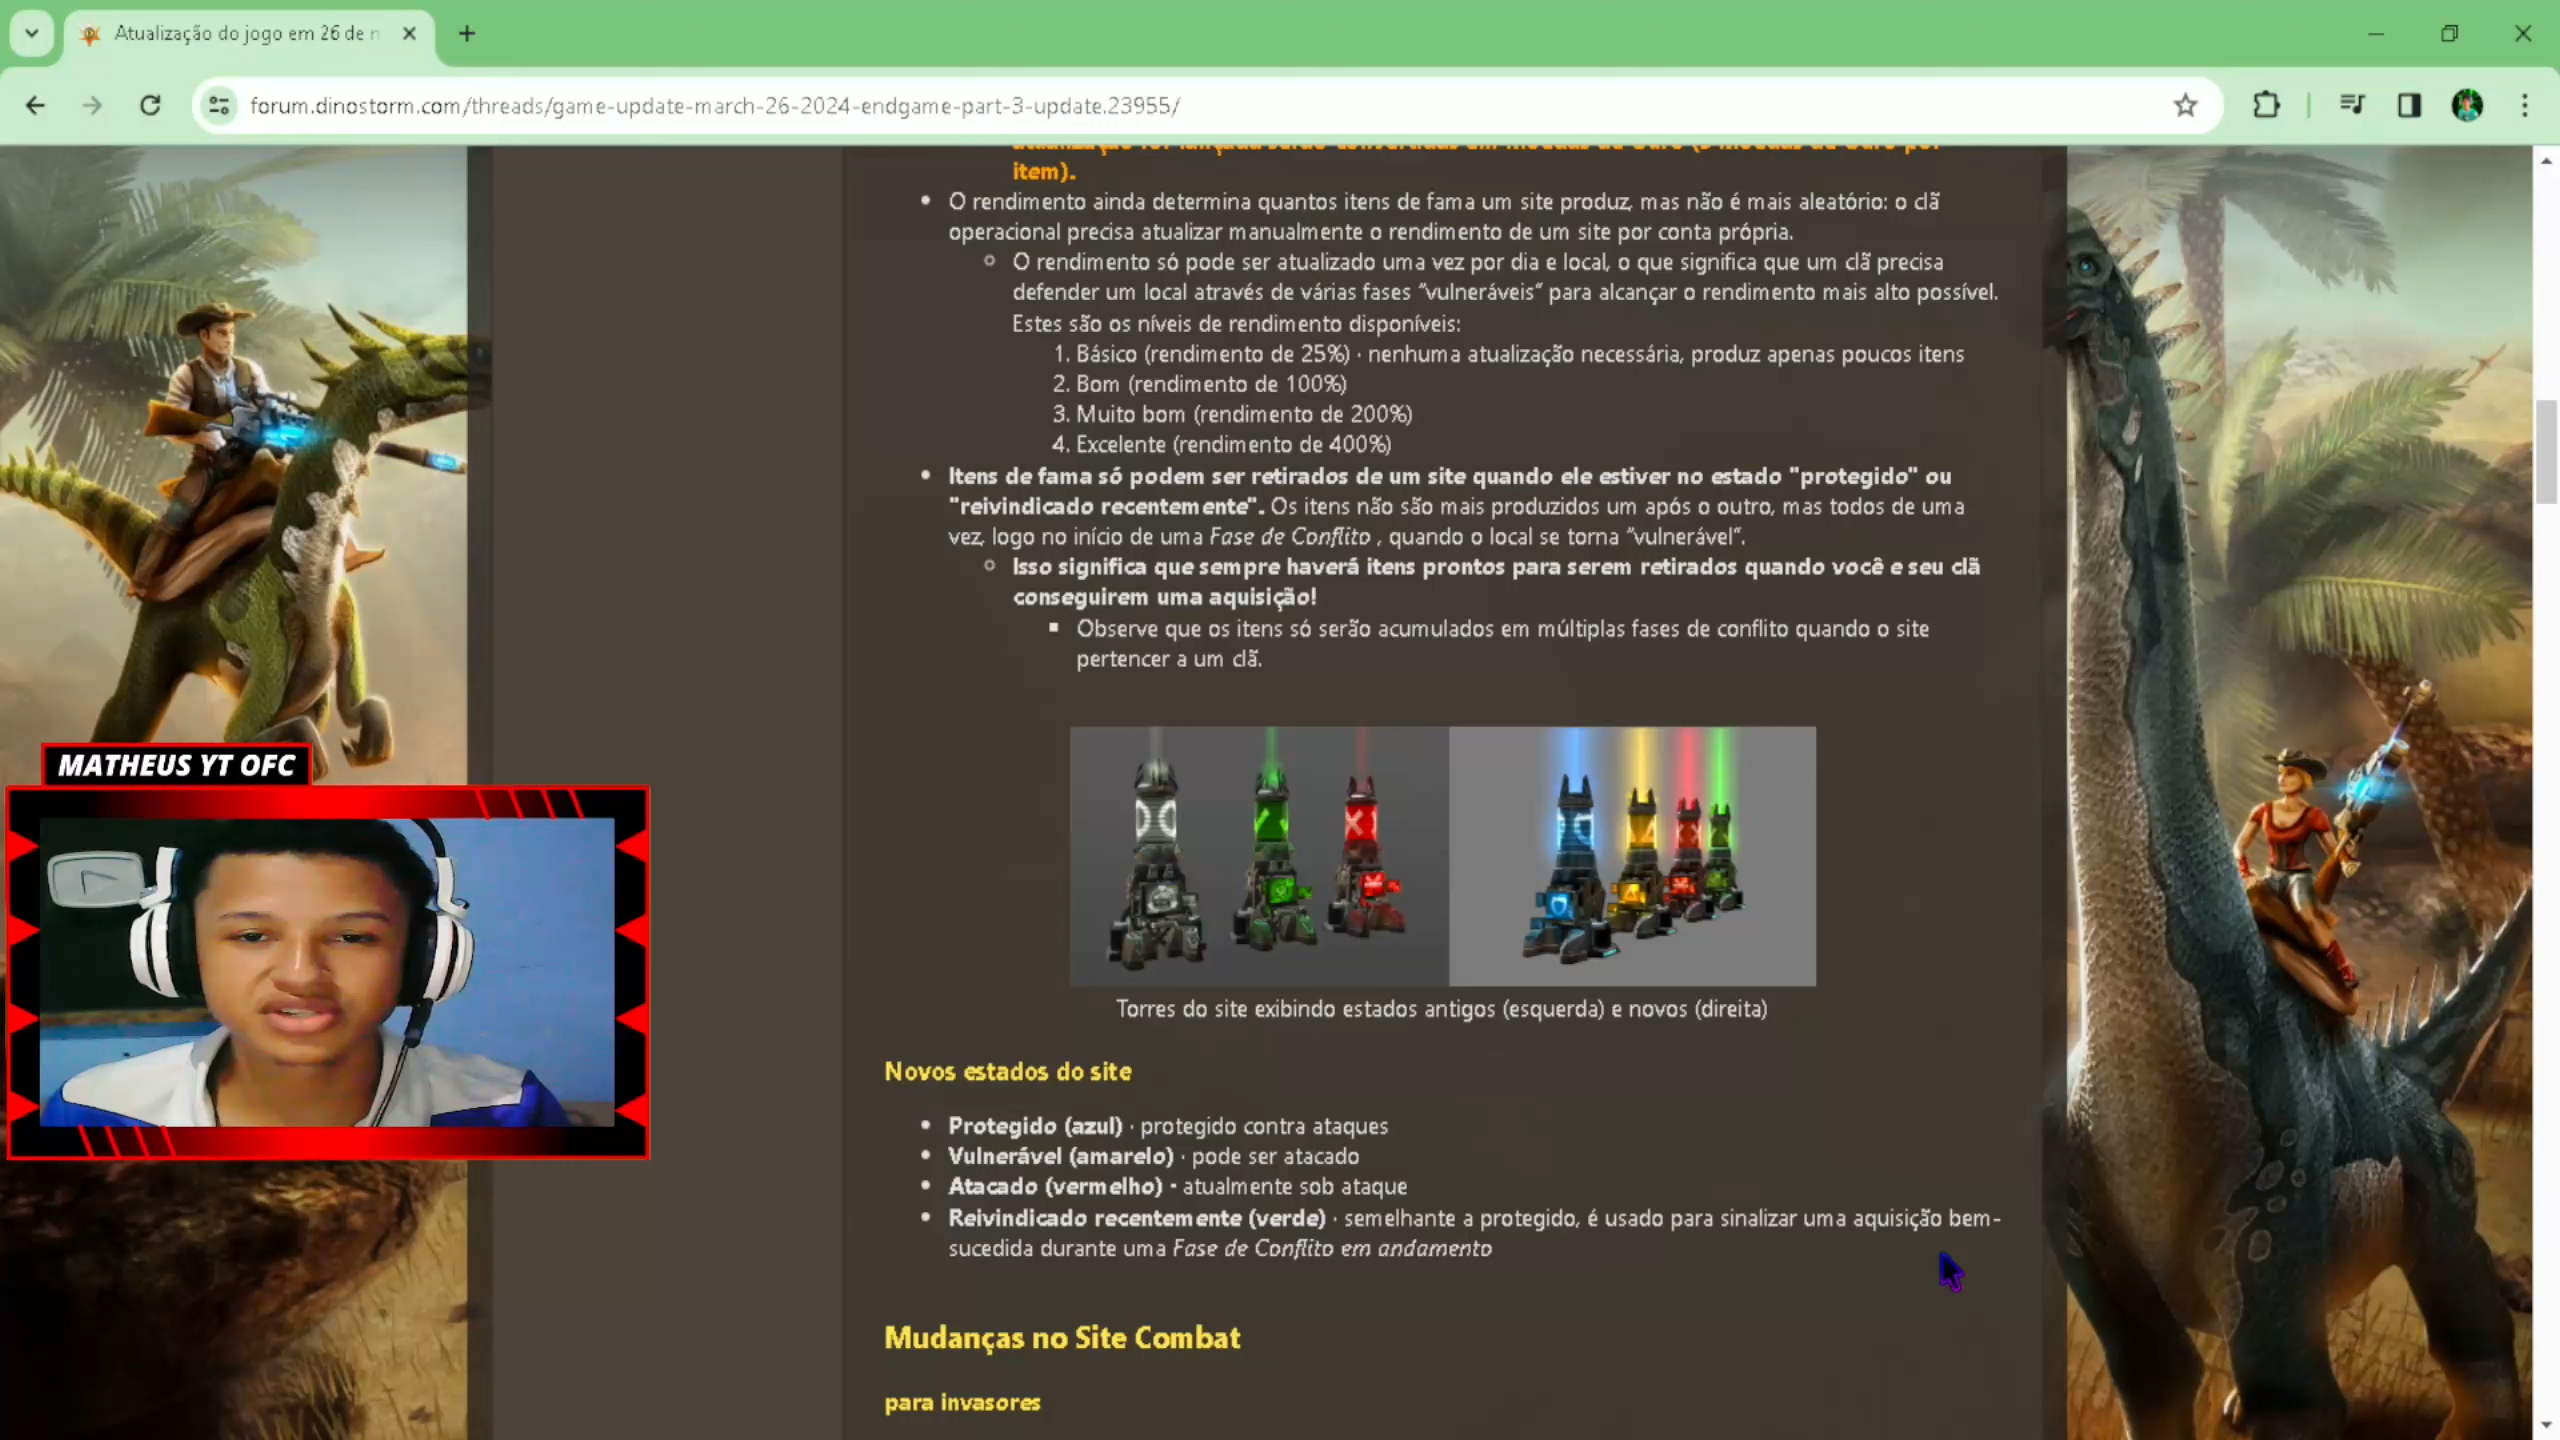 Atualização do jogo em 26 de n
forum.dinostorm.com/threads/game-update-march-26-2024-endgame-part-3-update.23955/
item).
O rendimento ainda determina quantos itens de fama um site produz, mas não é mais aleatório: o clã
operacional precisa atualizar manualmente o rendimento de um site por conta própria.
O rendimento só pode ser atualizado uma vez por dia e local, o que significa que um clã precisa
defender um local através de várias fases "vulneráveis" para alcançar o rendimento mais alto possível.
Estes são os níveis de rendimento disponíveis:
1. Básico (rendimento de 25%) · nenhuma atualização necessária, produz apenas poucos itens
2. Bom (rendimento de 100%)
3. Muito bom (rendimento de 200%)
4. Excelente (rendimento de 400%)
Itens de fama só podem ser retirados de um site quando ele estiver no estado "protegido" ou
"reivindicado recentemente". Os itens não são mais produzidos um após o outro, mas todos de uma
vez, logo no início de uma Fase de Conflito , quando o local se torna "vulnerável".
Isso significa que sempre haverá itens prontos para serem retirados quando você e seu clã
conseguirem uma aquisição!
Observe que os itens só serão acumulados em múltiplas fases de conflito quando o site
pertencer a um clã.
MATHEUS YT OFC
Torres do site exibindo estados antigos (esquerda) e novos (direita)
Novos estados do site
Protegido (azul) · protegido contra ataques
Vulnerável (amarelo) · pode ser atacado
Atacado (vermelho) - atualmente sob ataque
Reivindicado recentemente (verde) · semelhante a protegido, é usado para sinalizar uma aquisição bem-
sucedida durante uma Fase de Conflito em andamento
Mudanças no Site Combat
para invasores